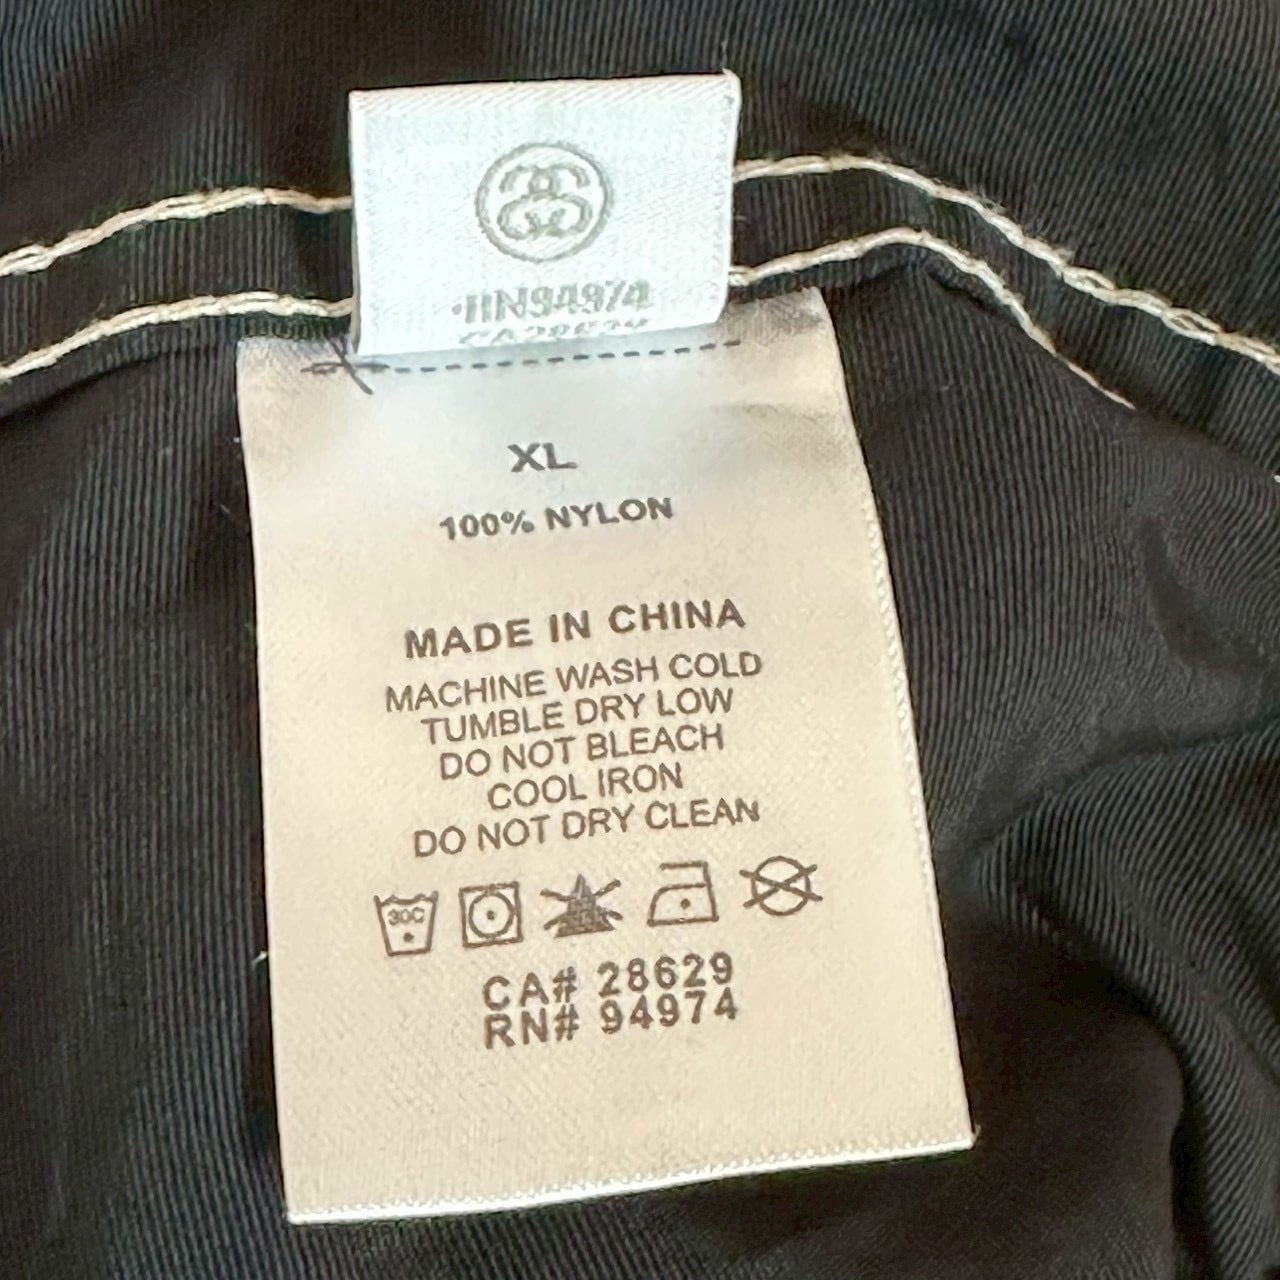 RN94974
XL
100% NYLON
MADE IN CHINA
MACHINE WASH COLD
TUMBLE DRY LOW
DO NOT BLEACH
COOL IRON
DO NOT DRY CLEAN
30C
CA# 28629
RN# 94974